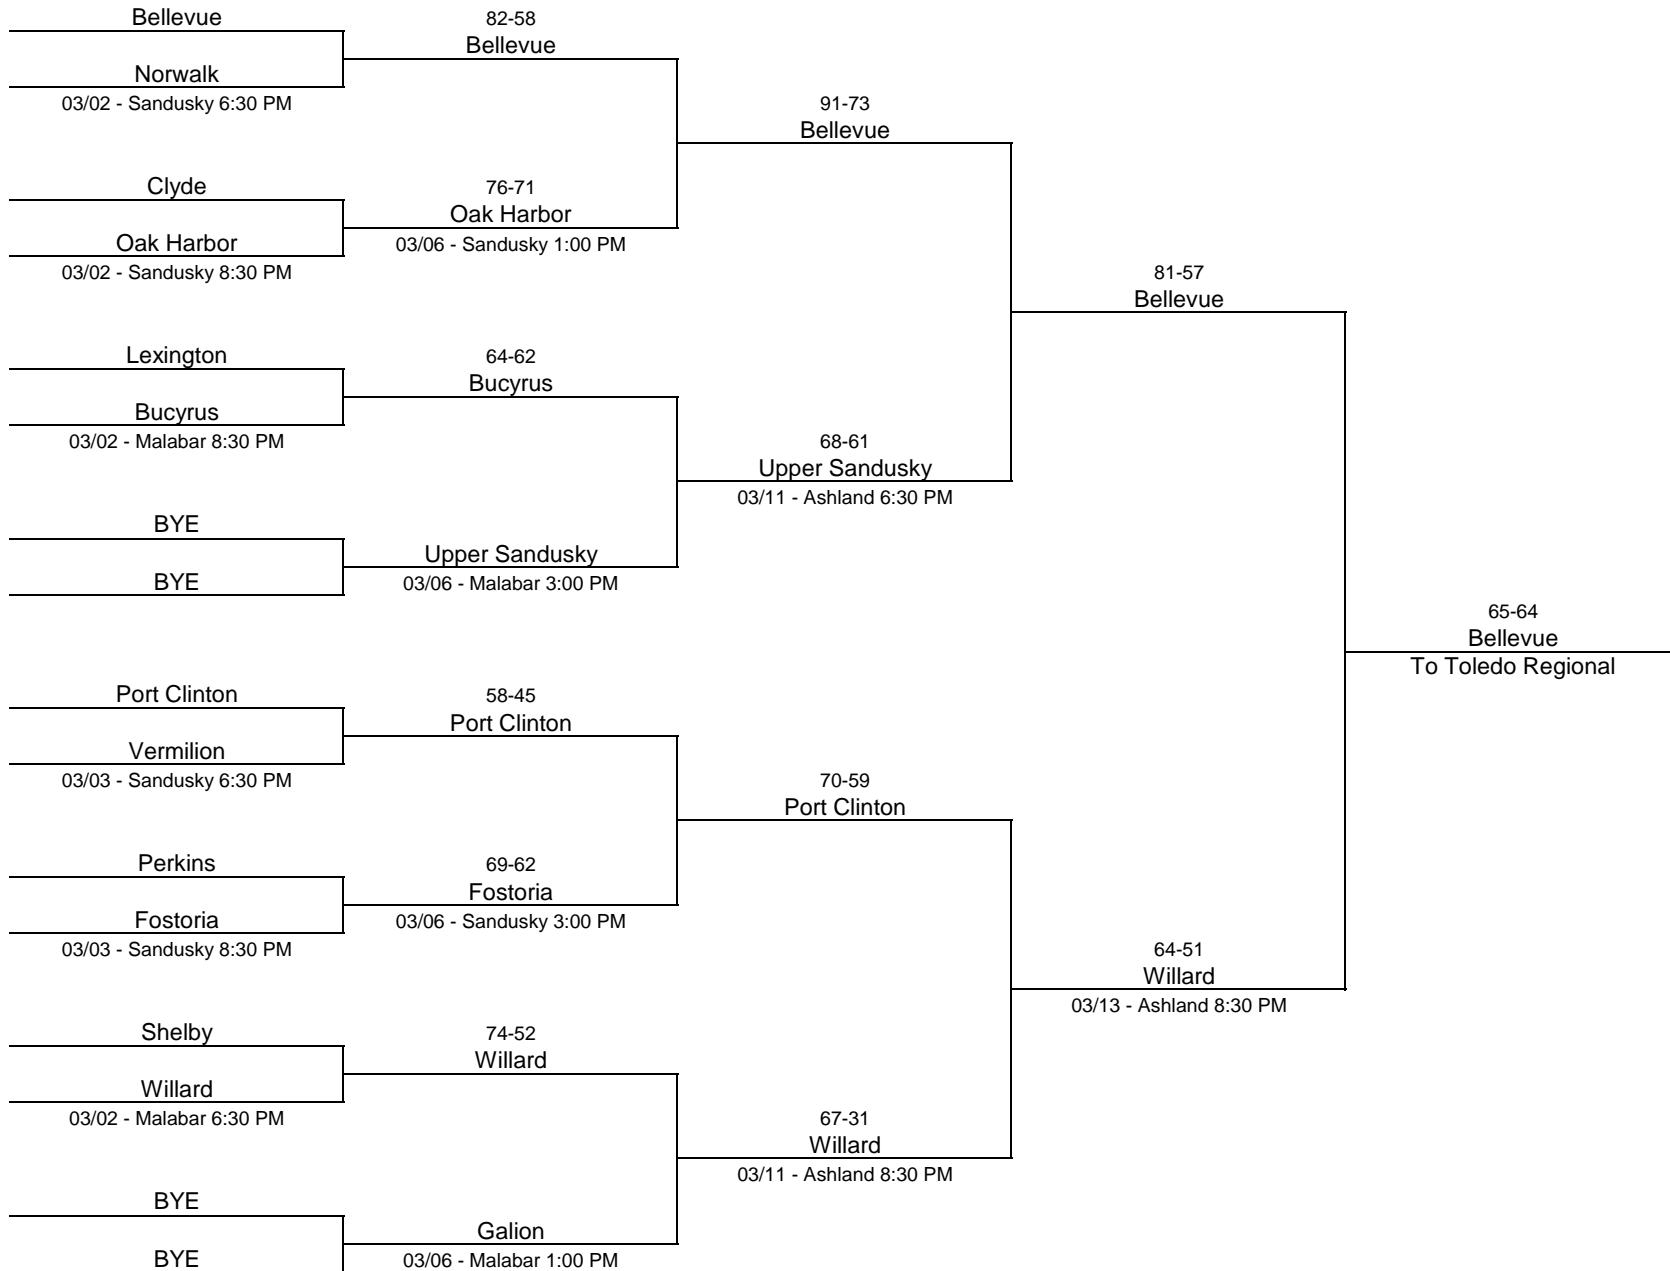 Bellevue
82-58
Bellevue
Norwalk
03/02 - Sandusky 6:30 PM
91-73
Bellevue
Clyde
76-71
Oak Harbor
Oak Harbor
03/06 - Sandusky 1:00 PM
03/02 - Sandusky 8:30 PM
81-57
Bellevue
Lexington
64-62
Bucyrus
Bucyrus
03/02 - Malabar 8:30 PM
68-61
Upper Sandusky
03/11 - Ashland 6:30 PM
BYE
Upper Sandusky
BYE
03/06 - Malabar 3:00 PM
65-64
Bellevue
To Toledo Regional
Port Clinton
58-45
Port Clinton
Vermilion
03/03 - Sandusky 6:30 PM
70-59
Port Clinton
Perkins
69-62
Fostoria
Fostoria
03/06 - Sandusky 3:00 PM
03/03 - Sandusky 8:30 PM
64-51
Willard
03/13 - Ashland 8:30 PM
Shelby
74-52
Willard
Willard
03/02 - Malabar 6:30 PM
67-31
Willard
03/11 - Ashland 8:30 PM
BYE
Galion
BYE
03/06 - Malabar 1:00 PM